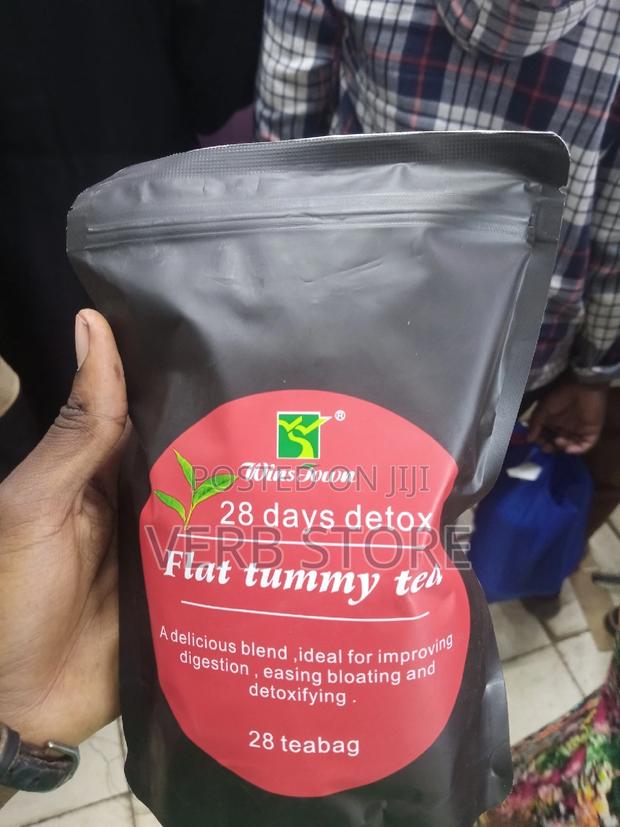 ®
Wins Town
POSTED ON JIJI
28 days detox
VERB STORE
Flat tummy tea
A delicious blend ,ideal for improving
digestion , easing bloating and
detoxifying .
28 teabag